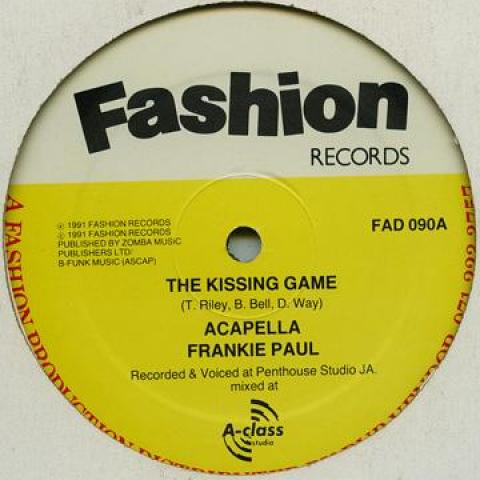 Fashion
RECORDS
℗ 1991 FASHION RECORDS
© 1991 FASHION RECORDS
PUBLISHED BY ZOMBA MUSIC
PUBLISHERS LTD/
B-FUNK MUSIC (ASCAP)
FAD 090A
THE KISSING GAME
(T. Riley, B. Bell, D. Way)
ACAPELLA
FRANKIE PAUL
Recorded & Voiced at Penthouse Studio JA.
mixed at
A-class
studio
A FASHION PRODUCTION